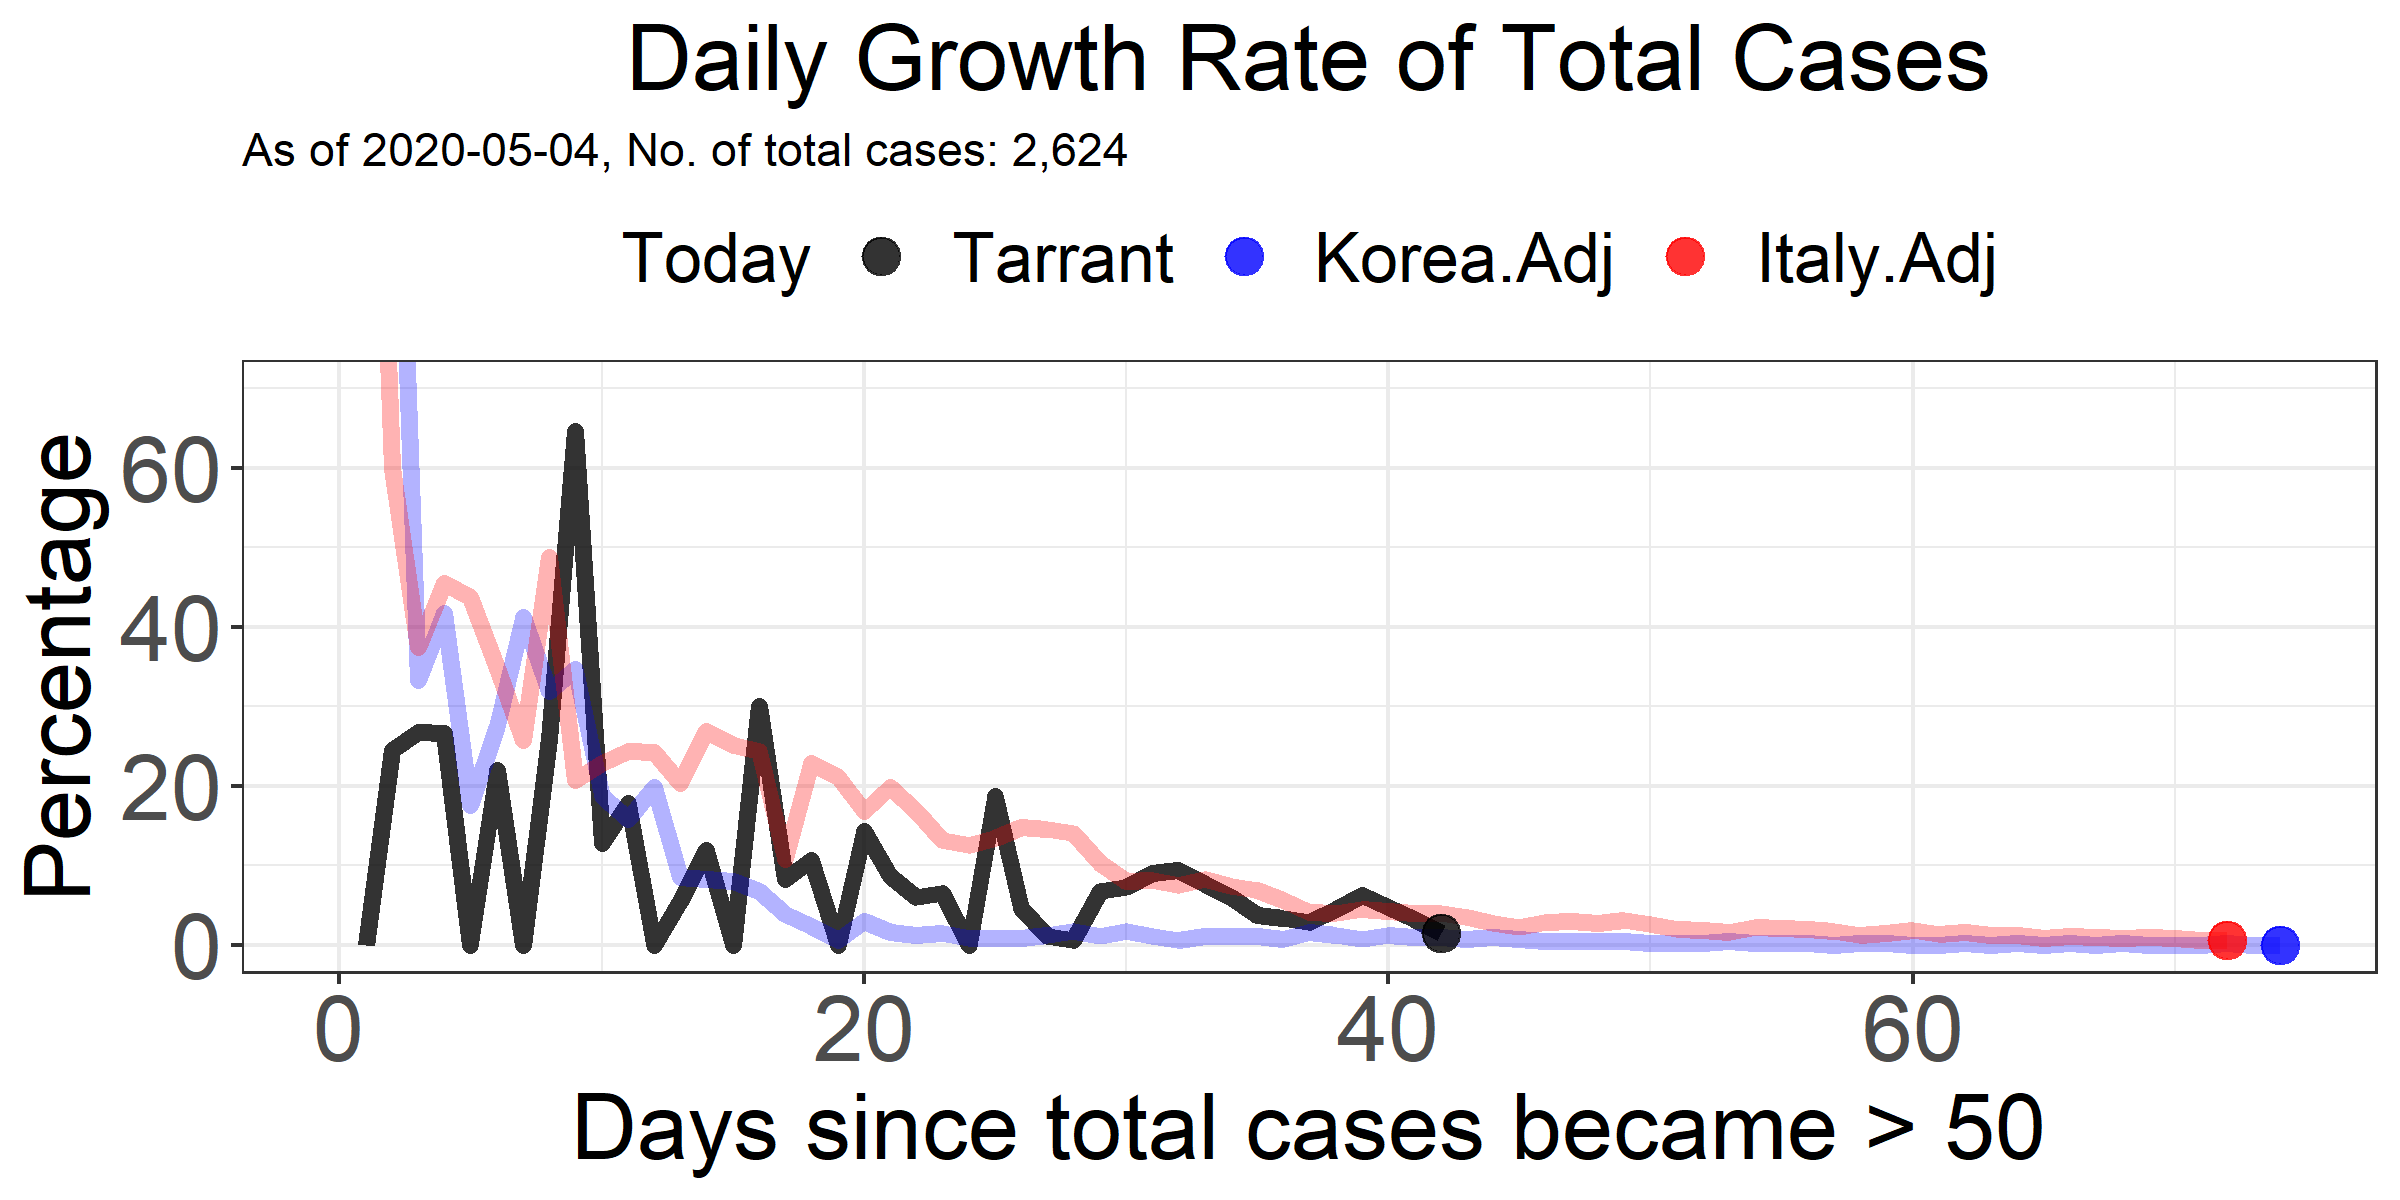 Daily Growth Rate of Total Cases
As of 2020-05-04, No. of total cases: 2,624
Today Tarrant Korea.Adj Italy.Adj
Percentage
60
40
20
0
0 20 40 60
Days since total cases became > 50